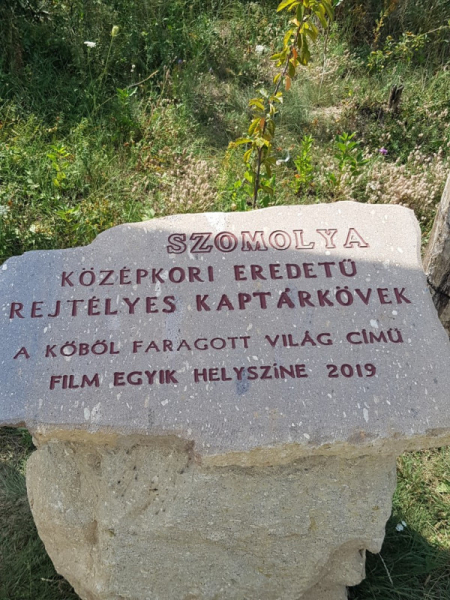 SZOMOLYA
KÖZÉPKORI EREDETŰ
REJTÉLYES KAPTÁRKÖVEK
A KŐBŐL FARAGOTT VILÁG CÍMŰ
FILM EGYIK HELYSZÍNE 2019